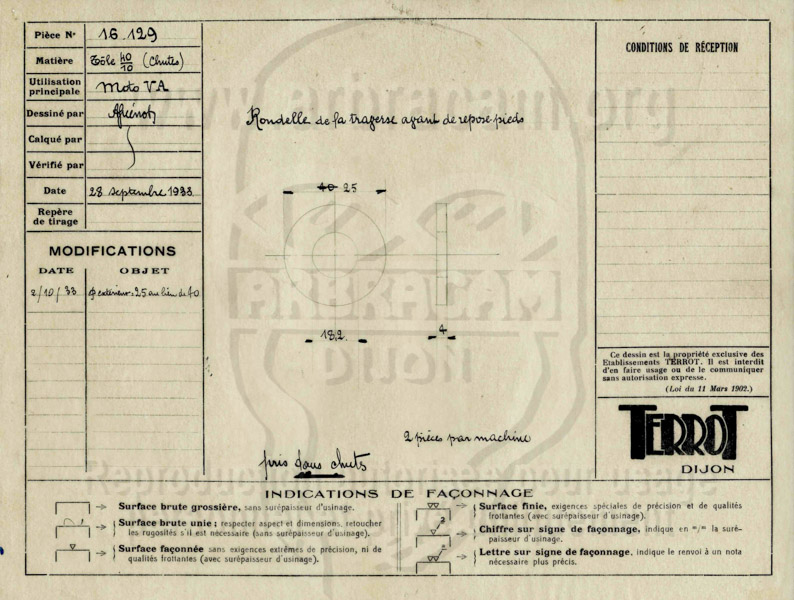 Pièce N° 16.129
Matière Tôle 40/10 (Chutes)
Utilisation principale Moto VA
Dessiné par
Calqué par
Vérifié par
Date 28 septembre 1933
Repère de tirage
MODIFICATIONS
DATE OBJET
2/10/33 φ extérieur: 25 au lieu de 40
www.arbracam.org
Rondelle de la traverse avant de repose-pieds
40 25
ARBRACAM
DIJON
18,2
4
2 pièces par machine
pris dans chutes
CONDITIONS DE RÉCEPTION
Ce dessin est la propriété exclusive des
Etablissements TERROT. Il est interdit
d'en faire usage ou de le communiquer
sans autorisation expresse.
(Loi du 11 Mars 1902.)
TERROT
DIJON
INDICATIONS DE FAÇONNAGE
Surface brute grossière, sans surépaisseur d'usinage.
Surface brute unie; respecter aspect et dimensions, retoucher
les rugosités s'il est nécessaire (sans surépaisseur d'usinage).
Surface façonnée sans exigences extrêmes de précision, ni de
qualités frottantes (avec surépaisseur d'usinage).
Surface finie, exigences spéciales de précision et de qualités
frottantes (avec surépaisseur d'usinage).
Chiffre sur signe de façonnage, indique en m/m la suré-
paisseur d'usinage.
Lettre sur signe de façonnage, indique le renvoi à un nota
nécessaire plus précis.